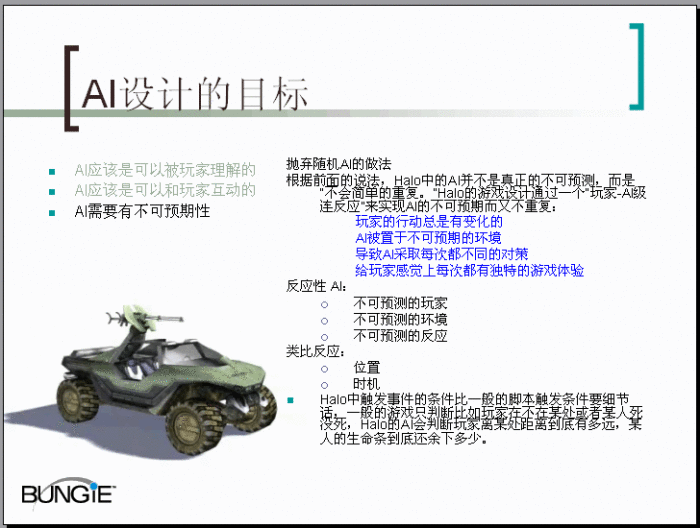 AI设计的目标
AI应该是可以被玩家理解的
AI应该是可以和玩家互动的
AI需要有不可预期性
抛弃随机AI的做法
根据前面的说法，Halo中的AI并不是真正的不可预测，而是
"不会简单的重复。"Halo的游戏设计通过一个"玩家-AI级
连反应"来实现AI的不可预期而又不重复：
玩家的行动总是有变化的
AI被置于不可预期的环境
导致AI采取每次都不同的对策
给玩家感觉上每次都有独特的游戏体验
反应性 AI：
不可预测的玩家
不可预测的环境
不可预测的反应
类比反应：
位置
时机
Halo中触发事件的条件比一般的脚本触发条件要细节
话，一般的游戏只判断比如玩家在不在某处或者某人死
没死，Halo的AI会判断玩家离某处距离到底有多远，某
人的生命条到底还余下多少。
BUNGiE™